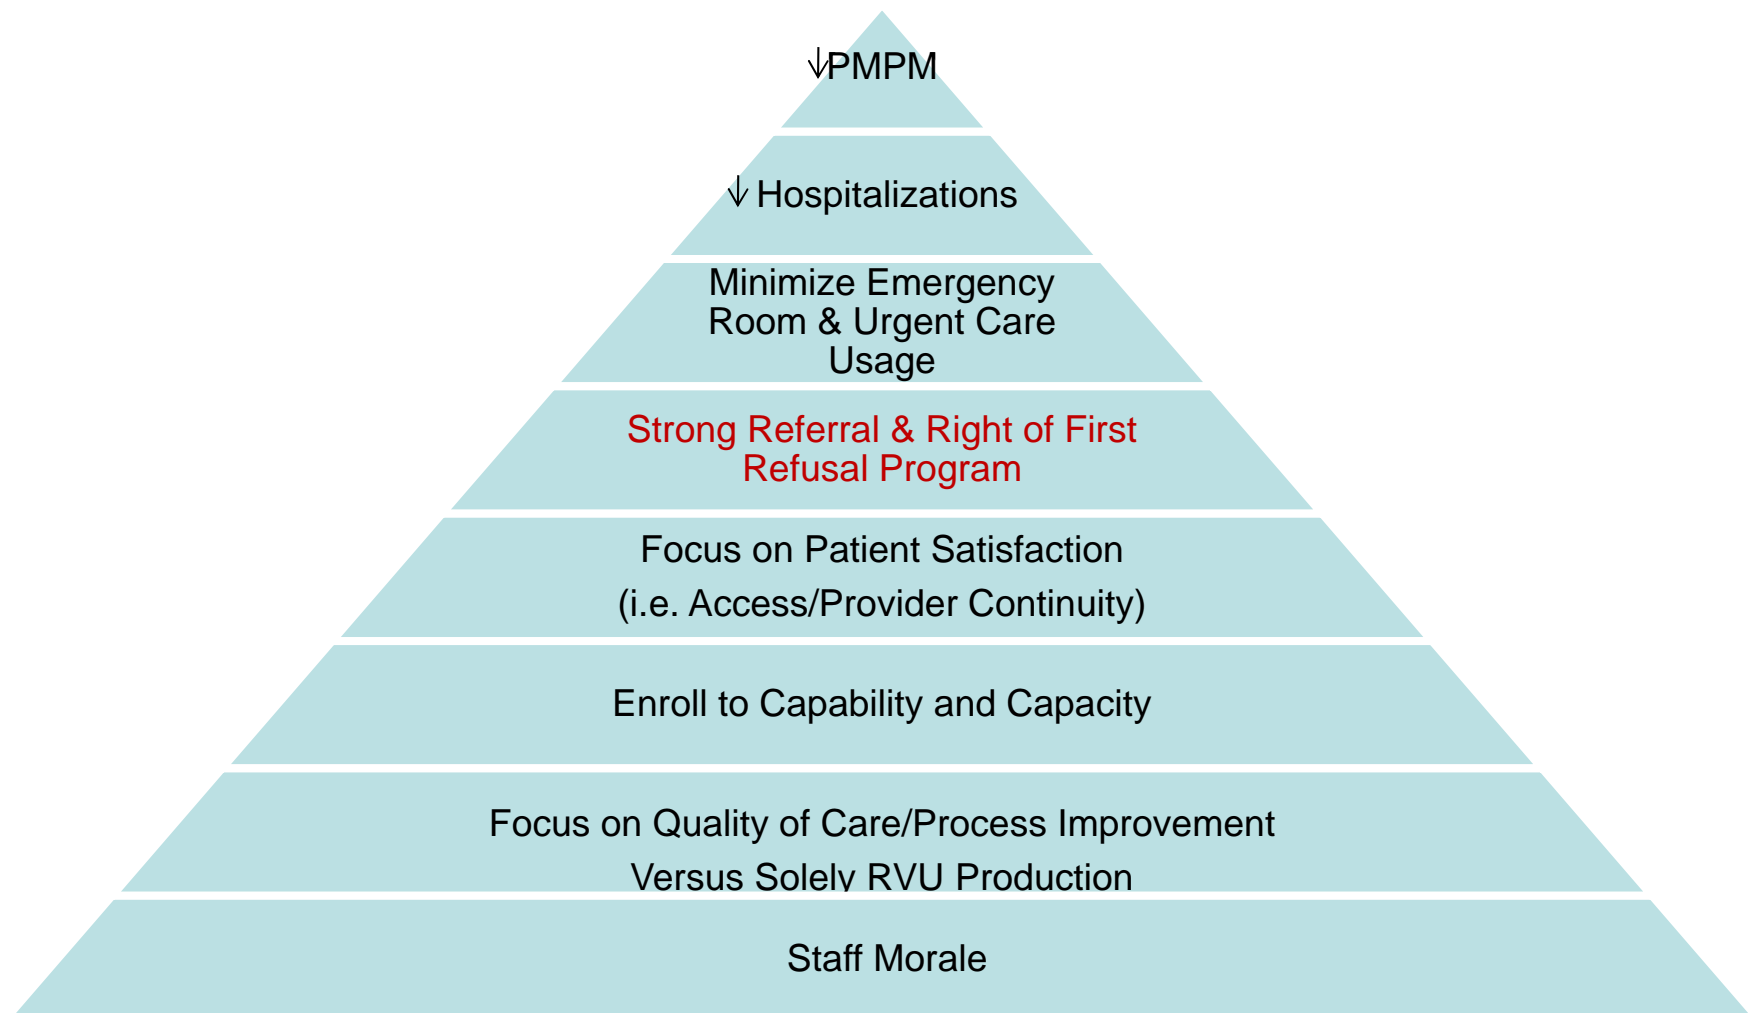 ↓PMPM
↓ Hospitalizations
Minimize Emergency
Room & Urgent Care
Usage
Strong Referral & Right of First
Refusal Program
Focus on Patient Satisfaction
(i.e. Access/Provider Continuity)
Enroll to Capability and Capacity
Focus on Quality of Care/Process Improvement
Versus Solely RVU Production
Staff Morale